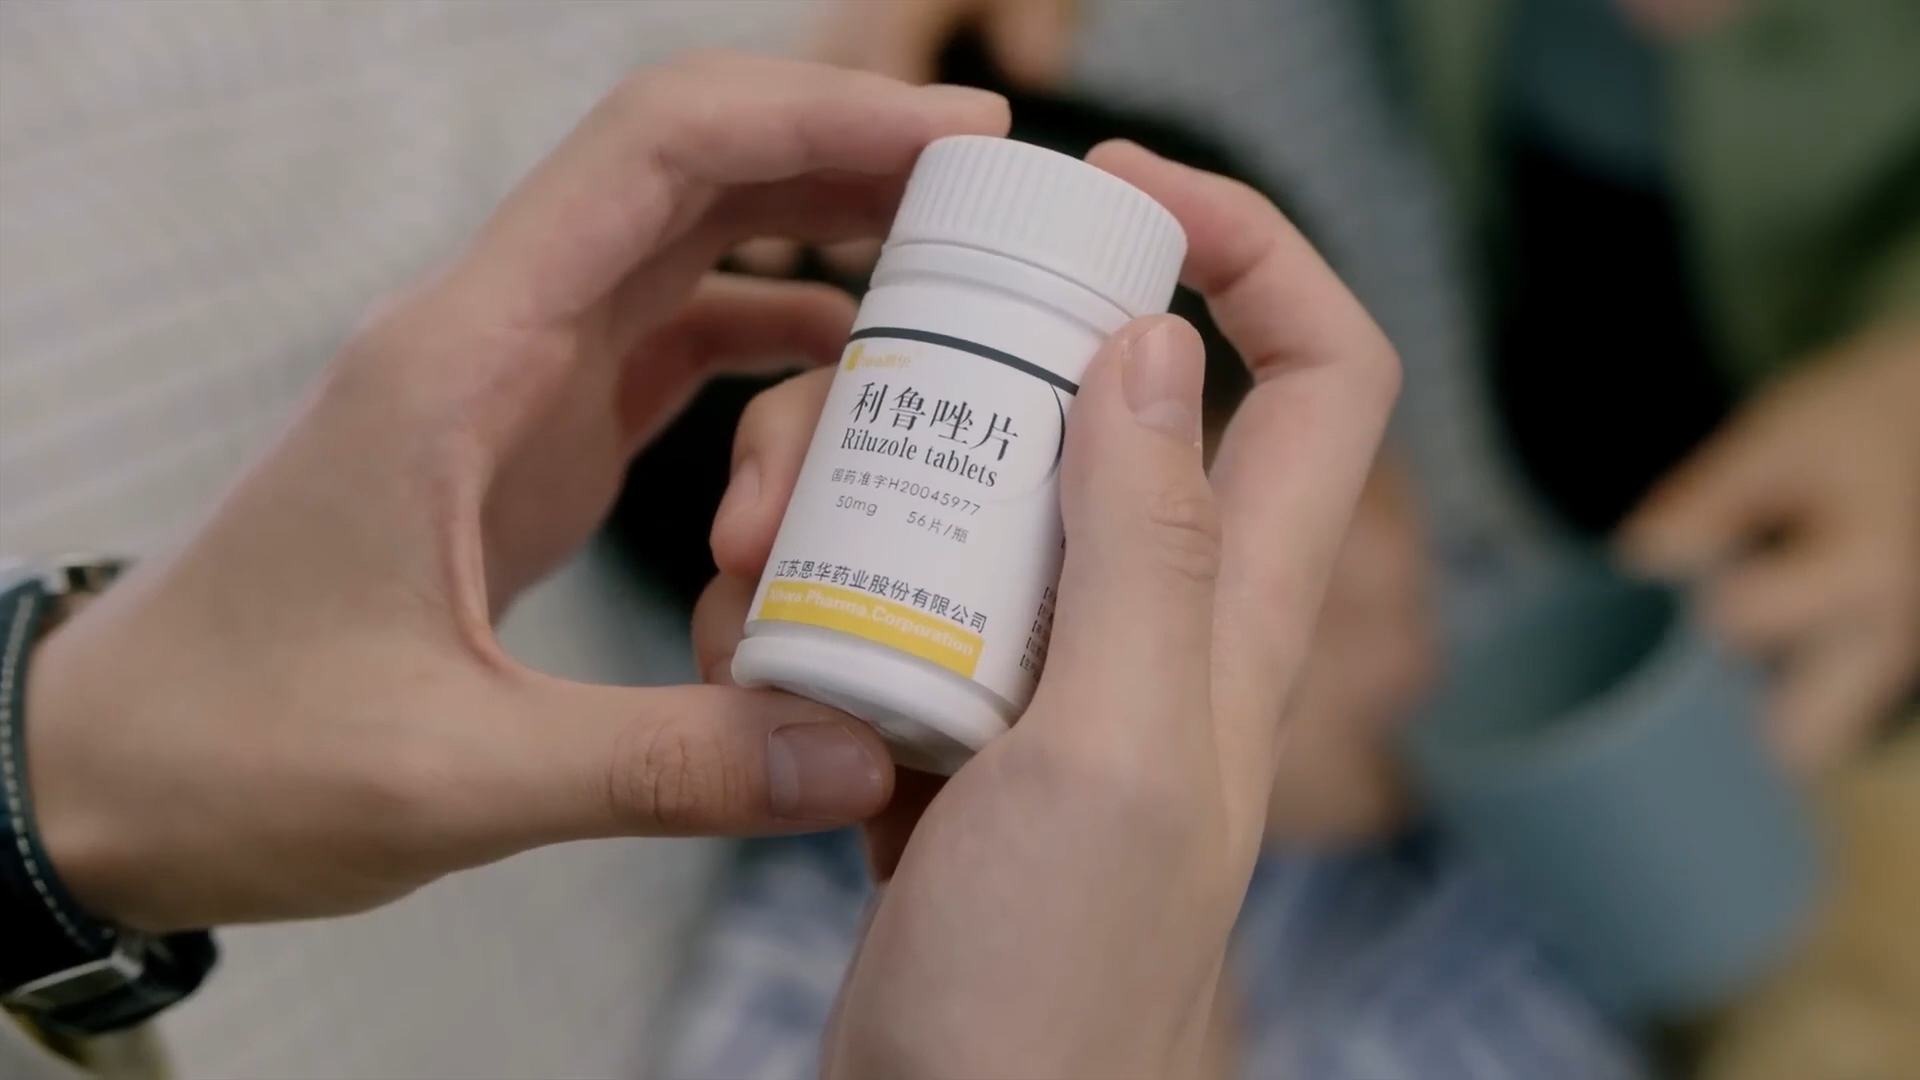 利鲁唑片
Riluzole tablets
国药准字H20045977
50mg 56片/瓶
江苏恩华药业股份有限公司
Pharma Corporation